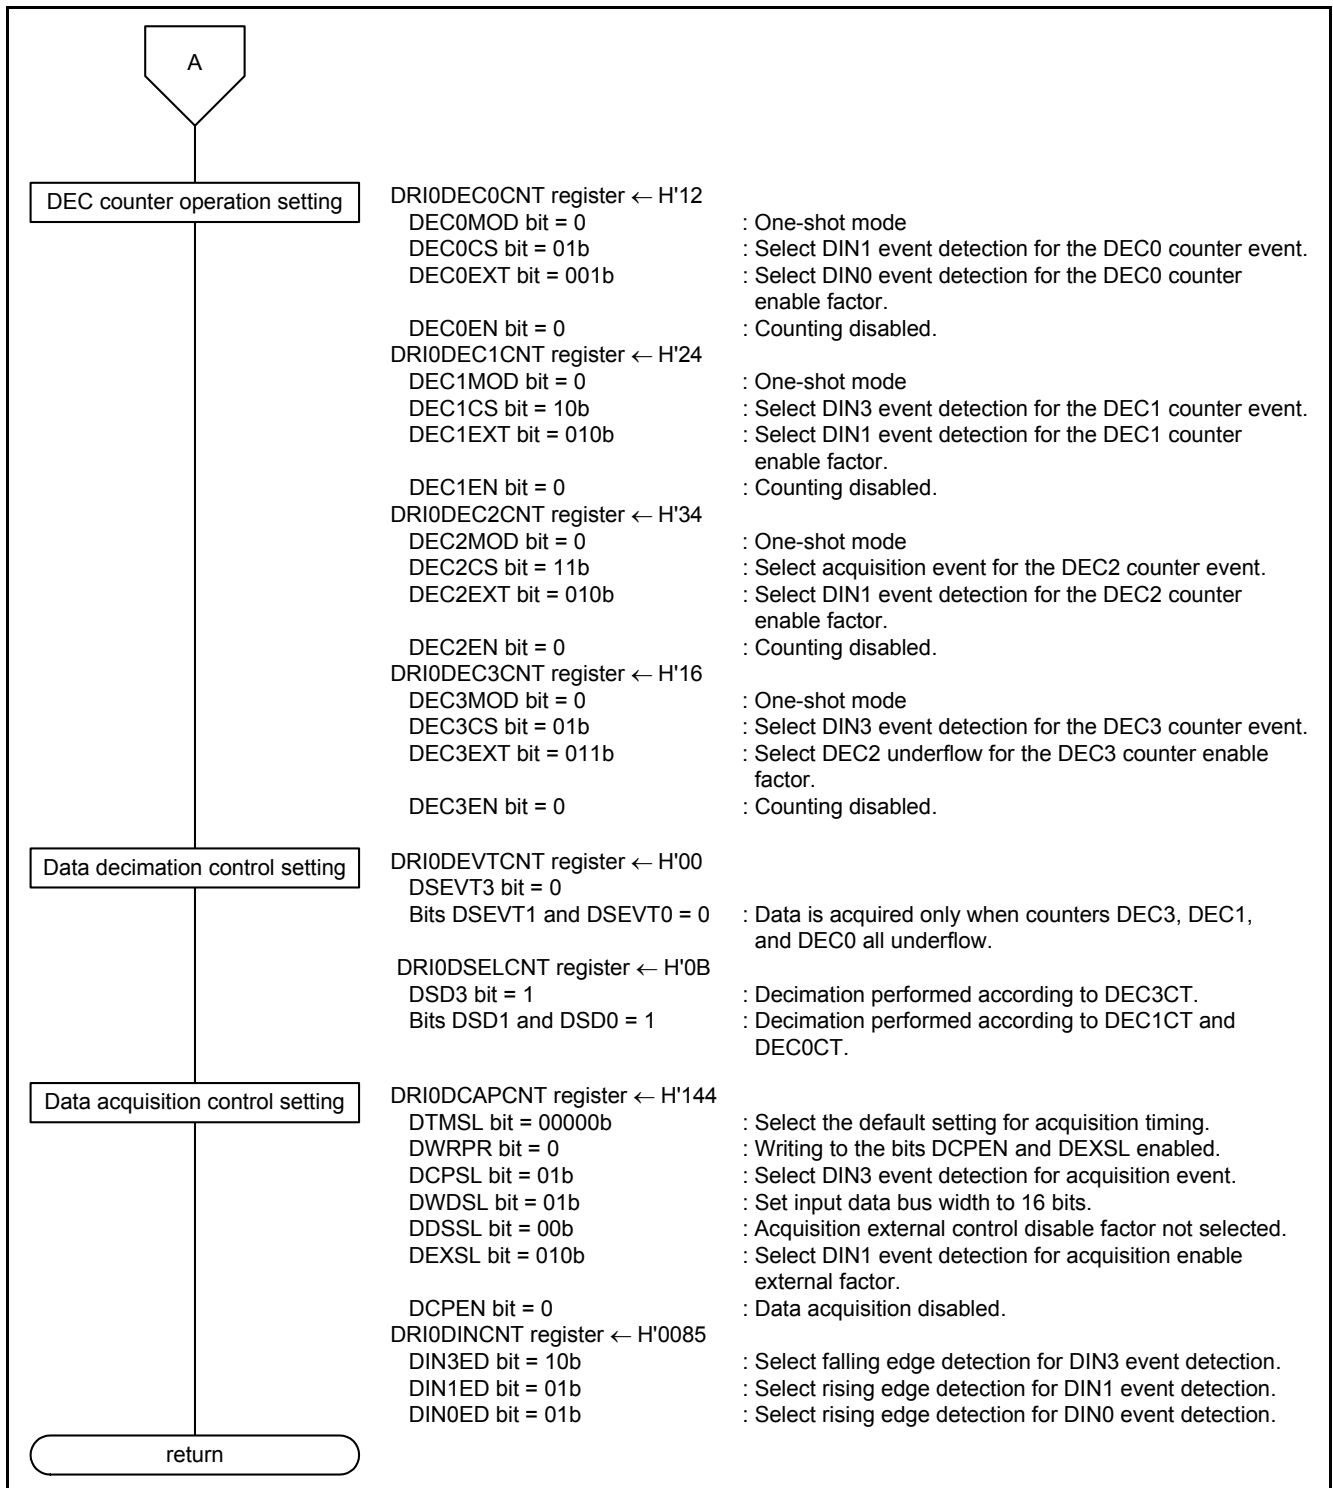 A
DEC counter operation setting
DRI0DEC0CNT register ← H'12
DEC0MOD bit = 0 : One-shot mode
DEC0CS bit = 01b : Select DIN1 event detection for the DEC0 counter event.
DEC0EXT bit = 001b : Select DIN0 event detection for the DEC0 counter
enable factor.
DEC0EN bit = 0 : Counting disabled.
DRI0DEC1CNT register ← H'24
DEC1MOD bit = 0 : One-shot mode
DEC1CS bit = 10b : Select DIN3 event detection for the DEC1 counter event.
DEC1EXT bit = 010b : Select DIN1 event detection for the DEC1 counter
enable factor.
DEC1EN bit = 0 : Counting disabled.
DRI0DEC2CNT register ← H'34
DEC2MOD bit = 0 : One-shot mode
DEC2CS bit = 11b : Select acquisition event for the DEC2 counter event.
DEC2EXT bit = 010b : Select DIN1 event detection for the DEC2 counter
enable factor.
DEC2EN bit = 0 : Counting disabled.
DRI0DEC3CNT register ← H'16
DEC3MOD bit = 0 : One-shot mode
DEC3CS bit = 01b : Select DIN3 event detection for the DEC3 counter event.
DEC3EXT bit = 011b : Select DEC2 underflow for the DEC3 counter enable
factor.
DEC3EN bit = 0 : Counting disabled.
Data decimation control setting
DRI0DEVTCNT register ← H'00
DSEVT3 bit = 0
Bits DSEVT1 and DSEVT0 = 0 : Data is acquired only when counters DEC3, DEC1,
and DEC0 all underflow.
DRI0DSELCNT register ← H'0B
DSD3 bit = 1 : Decimation performed according to DEC3CT.
Bits DSD1 and DSD0 = 1 : Decimation performed according to DEC1CT and
DEC0CT.
Data acquisition control setting
DRI0DCAPCNT register ← H'144
DTMSL bit = 00000b : Select the default setting for acquisition timing.
DWRPR bit = 0 : Writing to the bits DCPEN and DEXSL enabled.
DCPSL bit = 01b : Select DIN3 event detection for acquisition event.
DWDSL bit = 01b : Set input data bus width to 16 bits.
DDSSL bit = 00b : Acquisition external control disable factor not selected.
DEXSL bit = 010b : Select DIN1 event detection for acquisition enable
external factor.
DCPEN bit = 0 : Data acquisition disabled.
DRI0DINCNT register ← H'0085
DIN3ED bit = 10b : Select falling edge detection for DIN3 event detection.
DIN1ED bit = 01b : Select rising edge detection for DIN1 event detection.
DIN0ED bit = 01b : Select rising edge detection for DIN0 event detection.
return